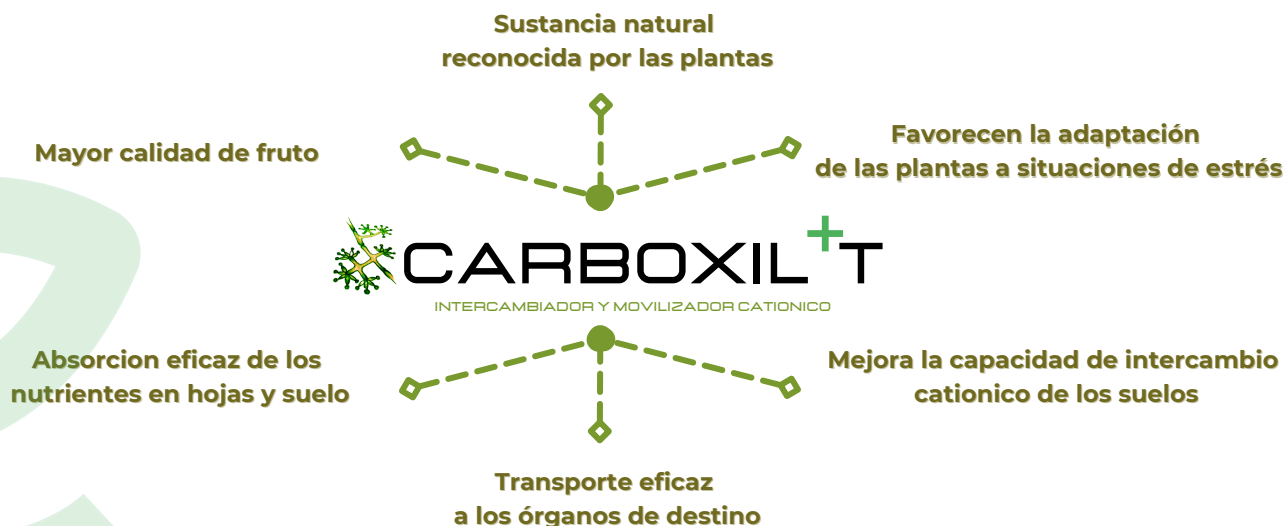 Sustancia natural
reconocida por las plantas
Mayor calidad de fruto
Favorecen la adaptación
de las plantas a situaciones de estrés
CARBOXIL+T
INTERCAMBIADOR Y MOVILIZADOR CATIONICO
Absorcion eficaz de los
nutrientes en hojas y suelo
Mejora la capacidad de intercambio
cationico de los suelos
Transporte eficaz
a los órganos de destino